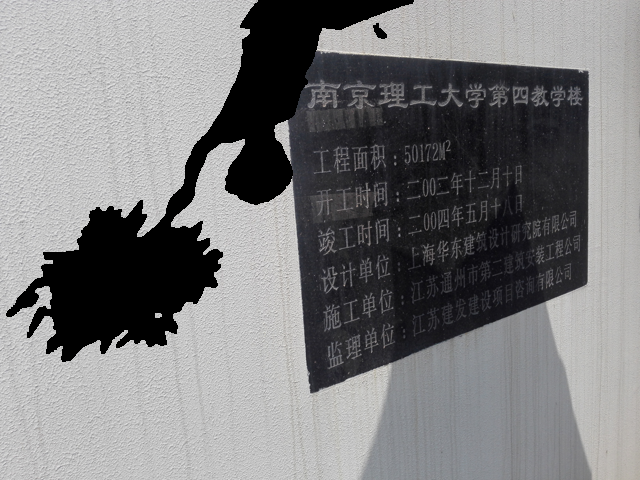 南京理工大学第四教学楼
工程面积：50172M²
开工时间：二00二年十二月十日
竣工时间：二00四年五月十八日
设计单位：上海华东建筑设计研究院有限公司
施工单位：江苏通州市第二建筑安装工程公司
监理单位：江苏建发建设项目咨询有限公司